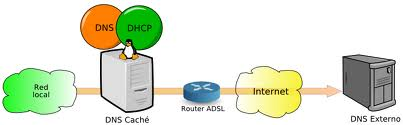 DNS
DHCP
Red
local
Router ADSL
Internet
DNS Caché
DNS Externo